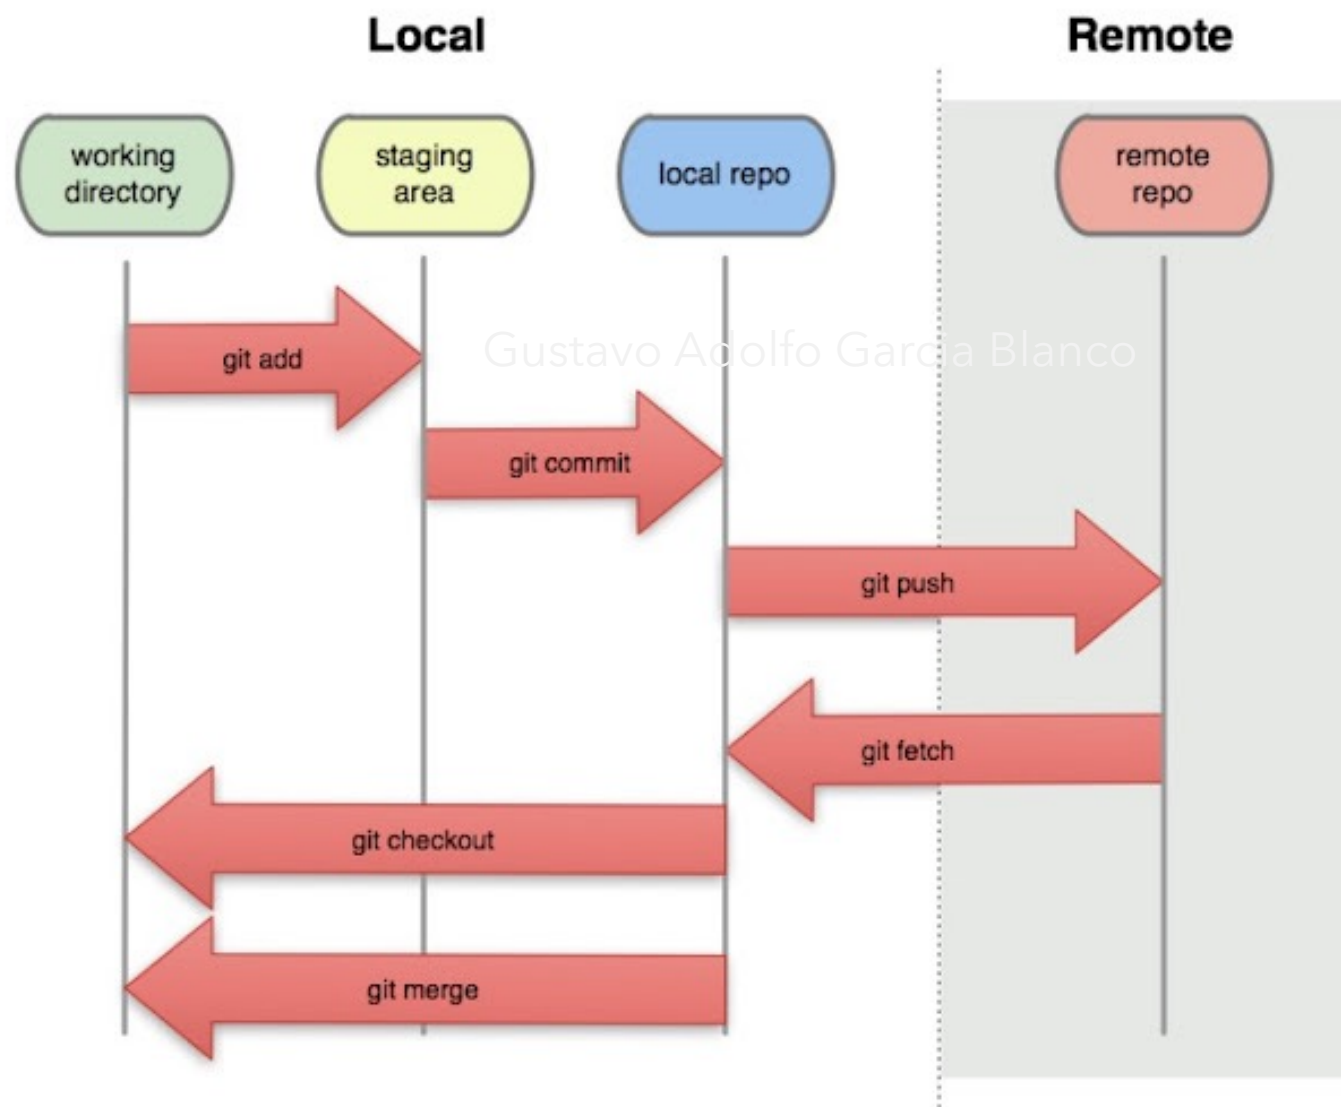 Local
Remote
working
directory
staging
area
local repo
remote
repo
git add
Gustavo Adolfo Garcia Blanco
git commit
git push
git fetch
git checkout
git merge